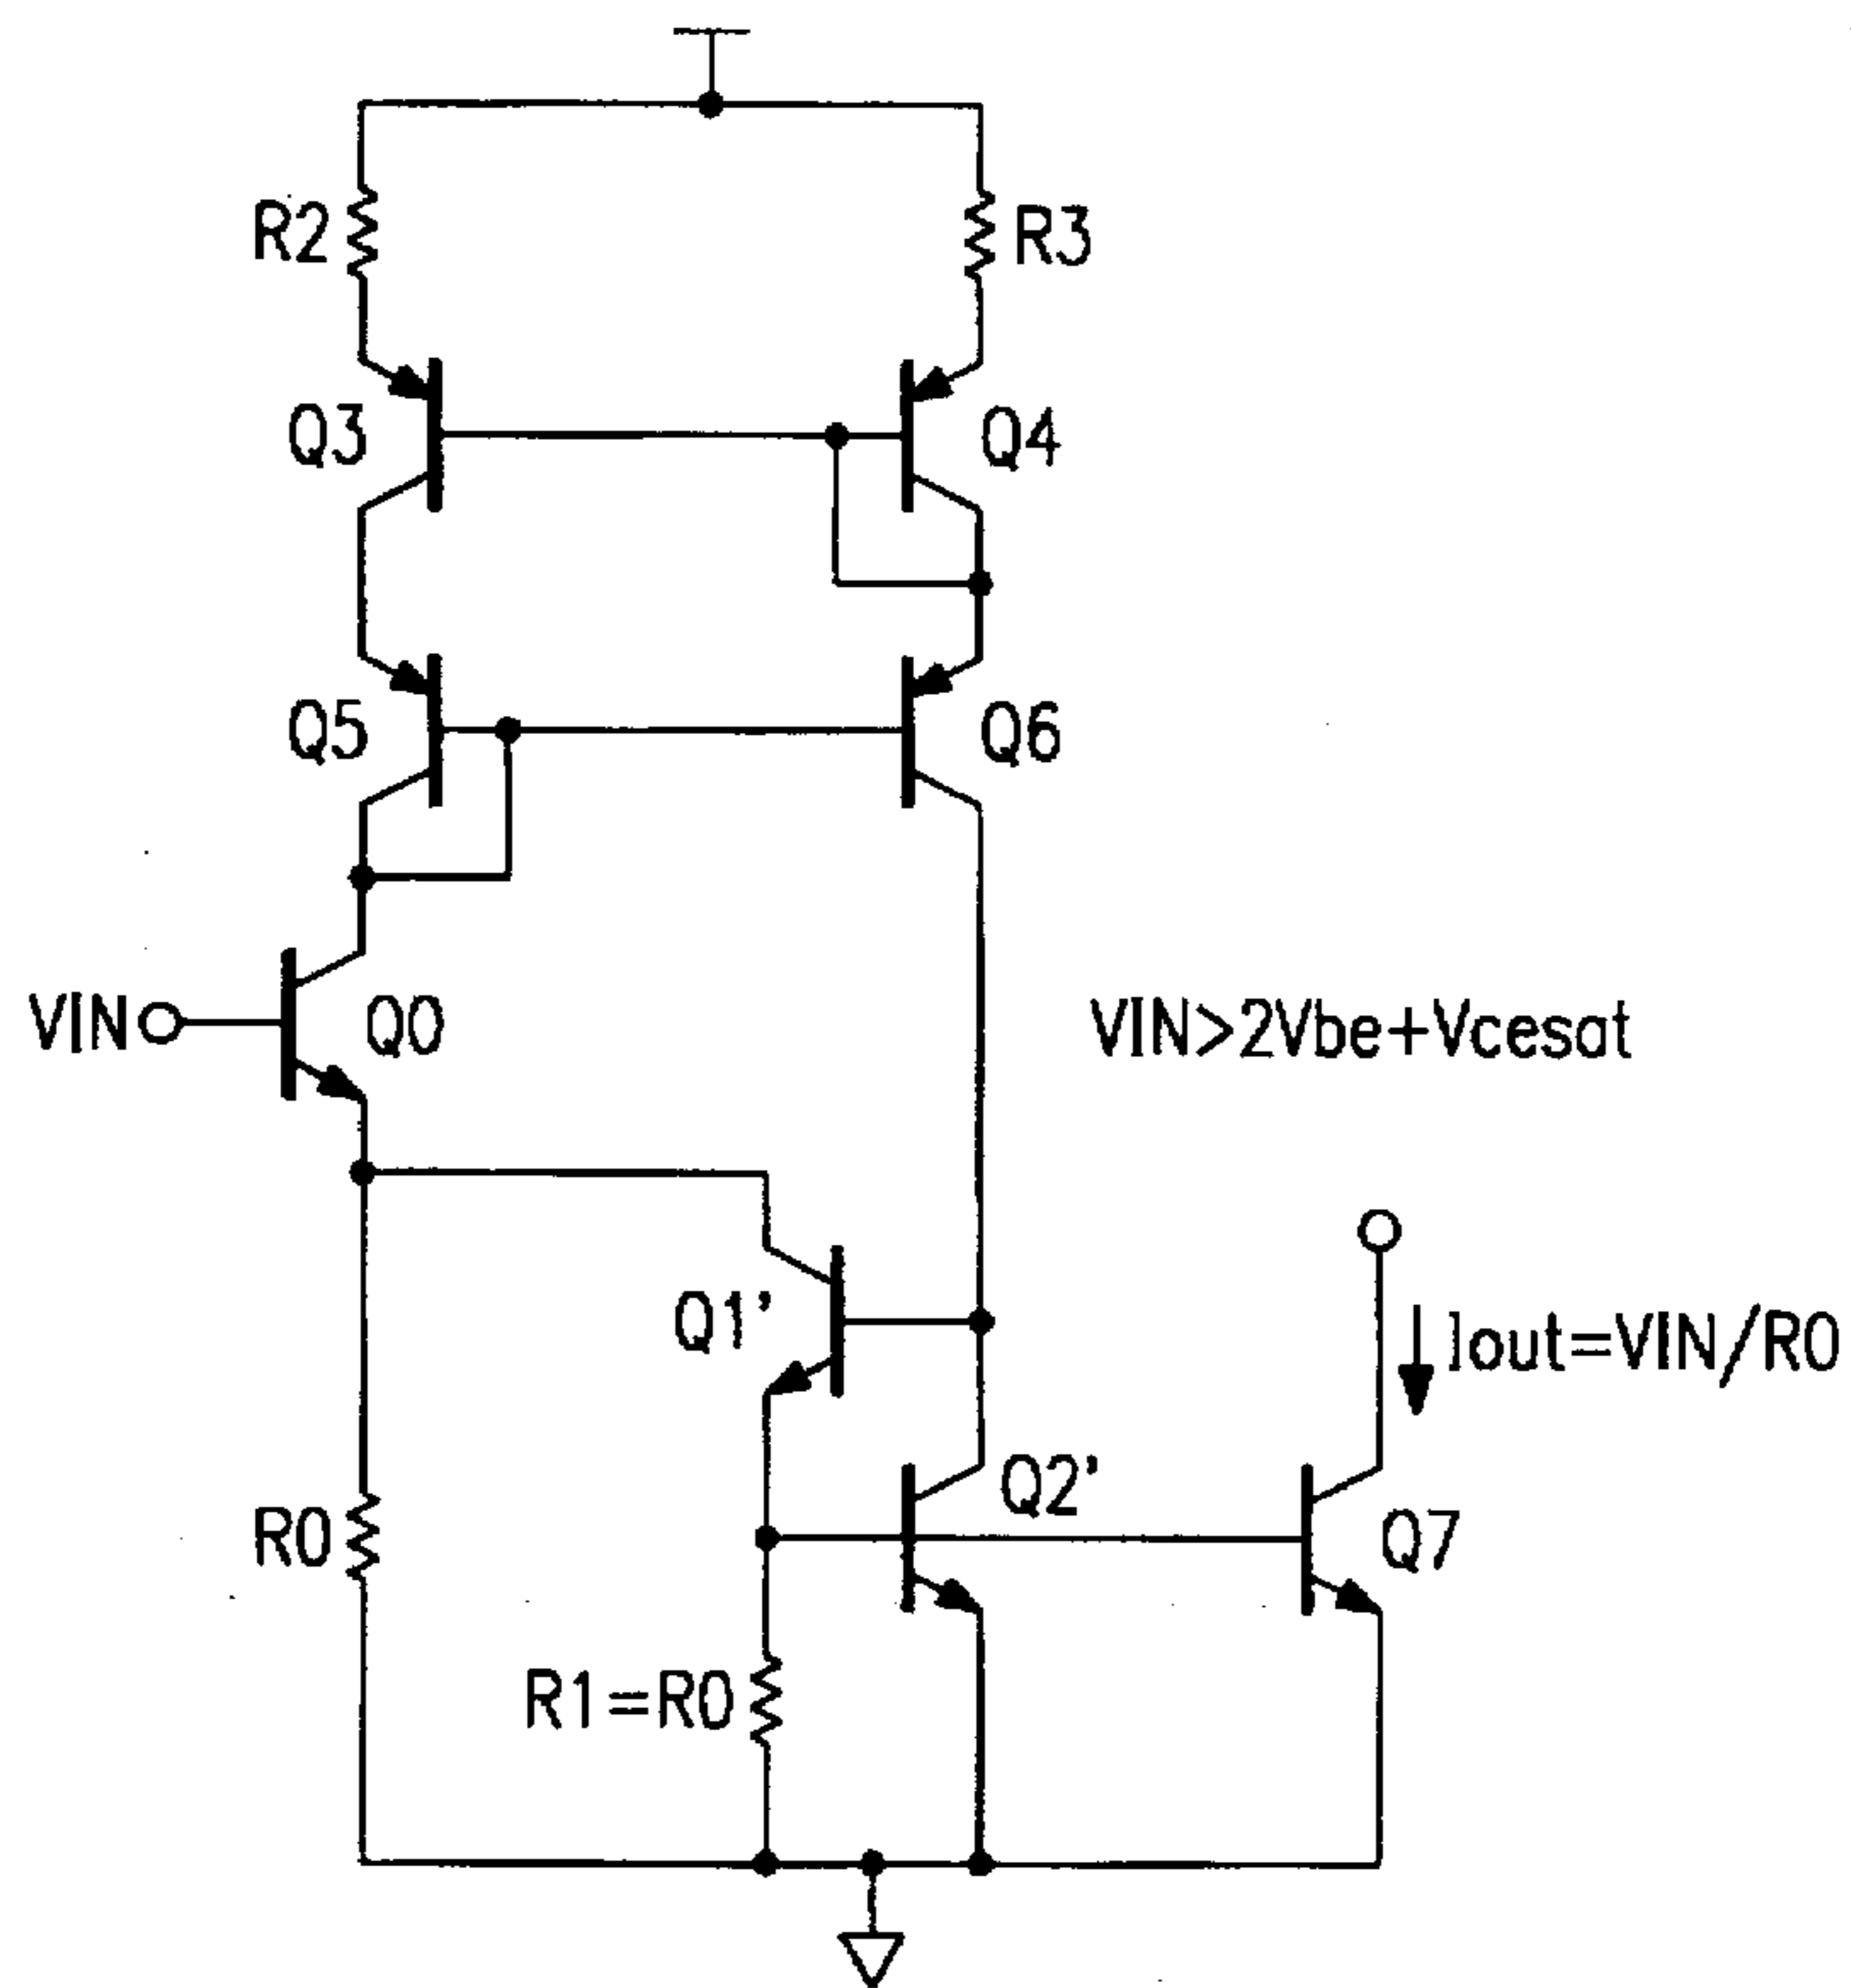 R2
R3
Q3
Q4
Q5
Q6
VIN
Q0
VIN>2Vbe+Vcesat
Q1'
Iout=VIN/R0
Q2'
R0
Q7
R1=R0